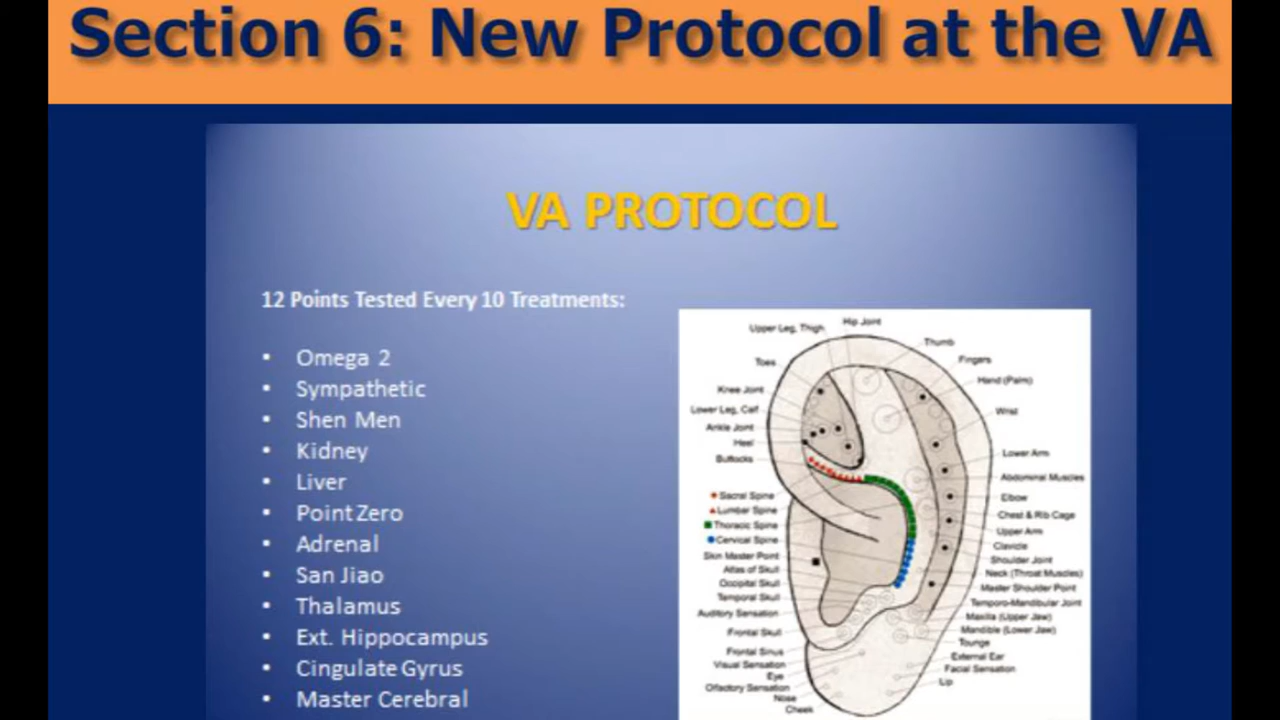 Section 6: New Protocol at the VA
VA PROTOCOL
12 Points Tested Every 10 Treatments:
• Omega 2
• Sympathetic
• Shen Men
• Kidney
• Liver
• Point Zero
• Adrenal
• San Jiao
• Thalamus
• Ext. Hippocampus
• Cingulate Gyrus
• Master Cerebral
Hip Joint
Upper Leg, Thigh
Toes
Knee Joint
Lower Leg, Calf
Ankle Joint
Heel
Buttocks
Sacral Spine
Lumbar Spine
Thoracic Spine
Cervical Spine
Skin Master Point
Atlas of Skull
Occipital Skull
Temporal Skull
Auditory Sensation
Frontal Skull
Frontal Sinus
Visual Sensation
Eye
Olfactory Sensation
Nose
Cheek
Thumb
Fingers
Hand (Palm)
Wrist
Lower Arm
Abdominal Muscles
Elbow
Chest & Rib Cage
Upper Arm
Clavicle
Shoulder Joint
Neck (Throat Muscles)
Master Shoulder Point
Temporo-Mandibular Joint
Maxilla (Upper Jaw)
Mandible (Lower Jaw)
Tounge
External Ear
Facial Sensation
Lip